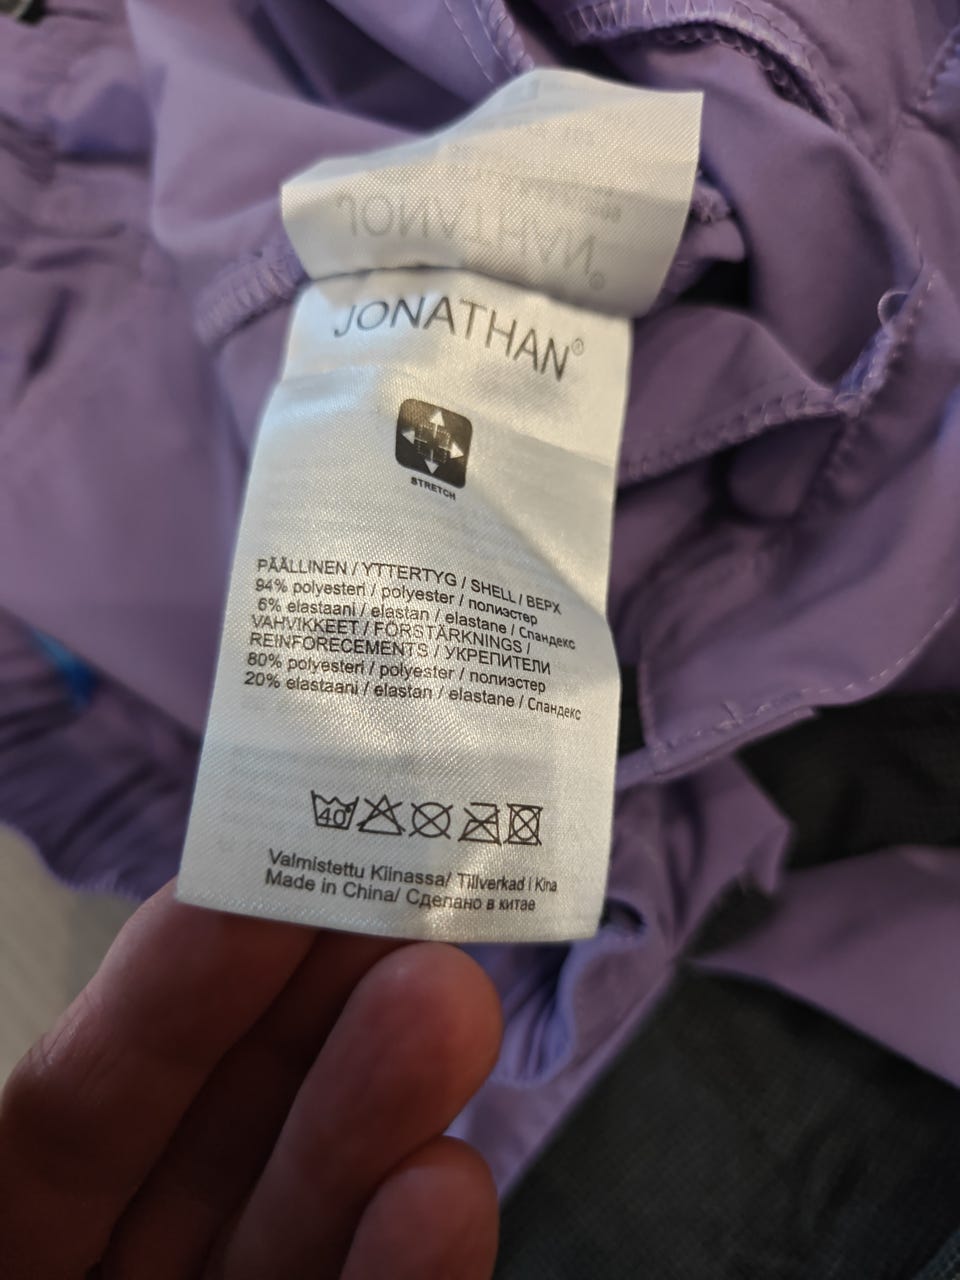 JONATHAN®
JONATHAN®
STRETCH
PÄÄLLINEN / YTTERTYG / SHELL / ВЕРХ
94% polyesteri / polyester / полиэстер
6% elastaani / elastan / elastane / Спандекс
VAHVIKKEET / FÖRSTÄRKNINGS /
REINFORECEMENTS / УКРЕПИТЕЛИ
80% polyesteri / polyester / полиэстер
20% elastaani / elastan / elastane / Спандекс
40
Valmistettu Kiinassa/ Tillverkad i Kina
Made in China/ Сделано в китае